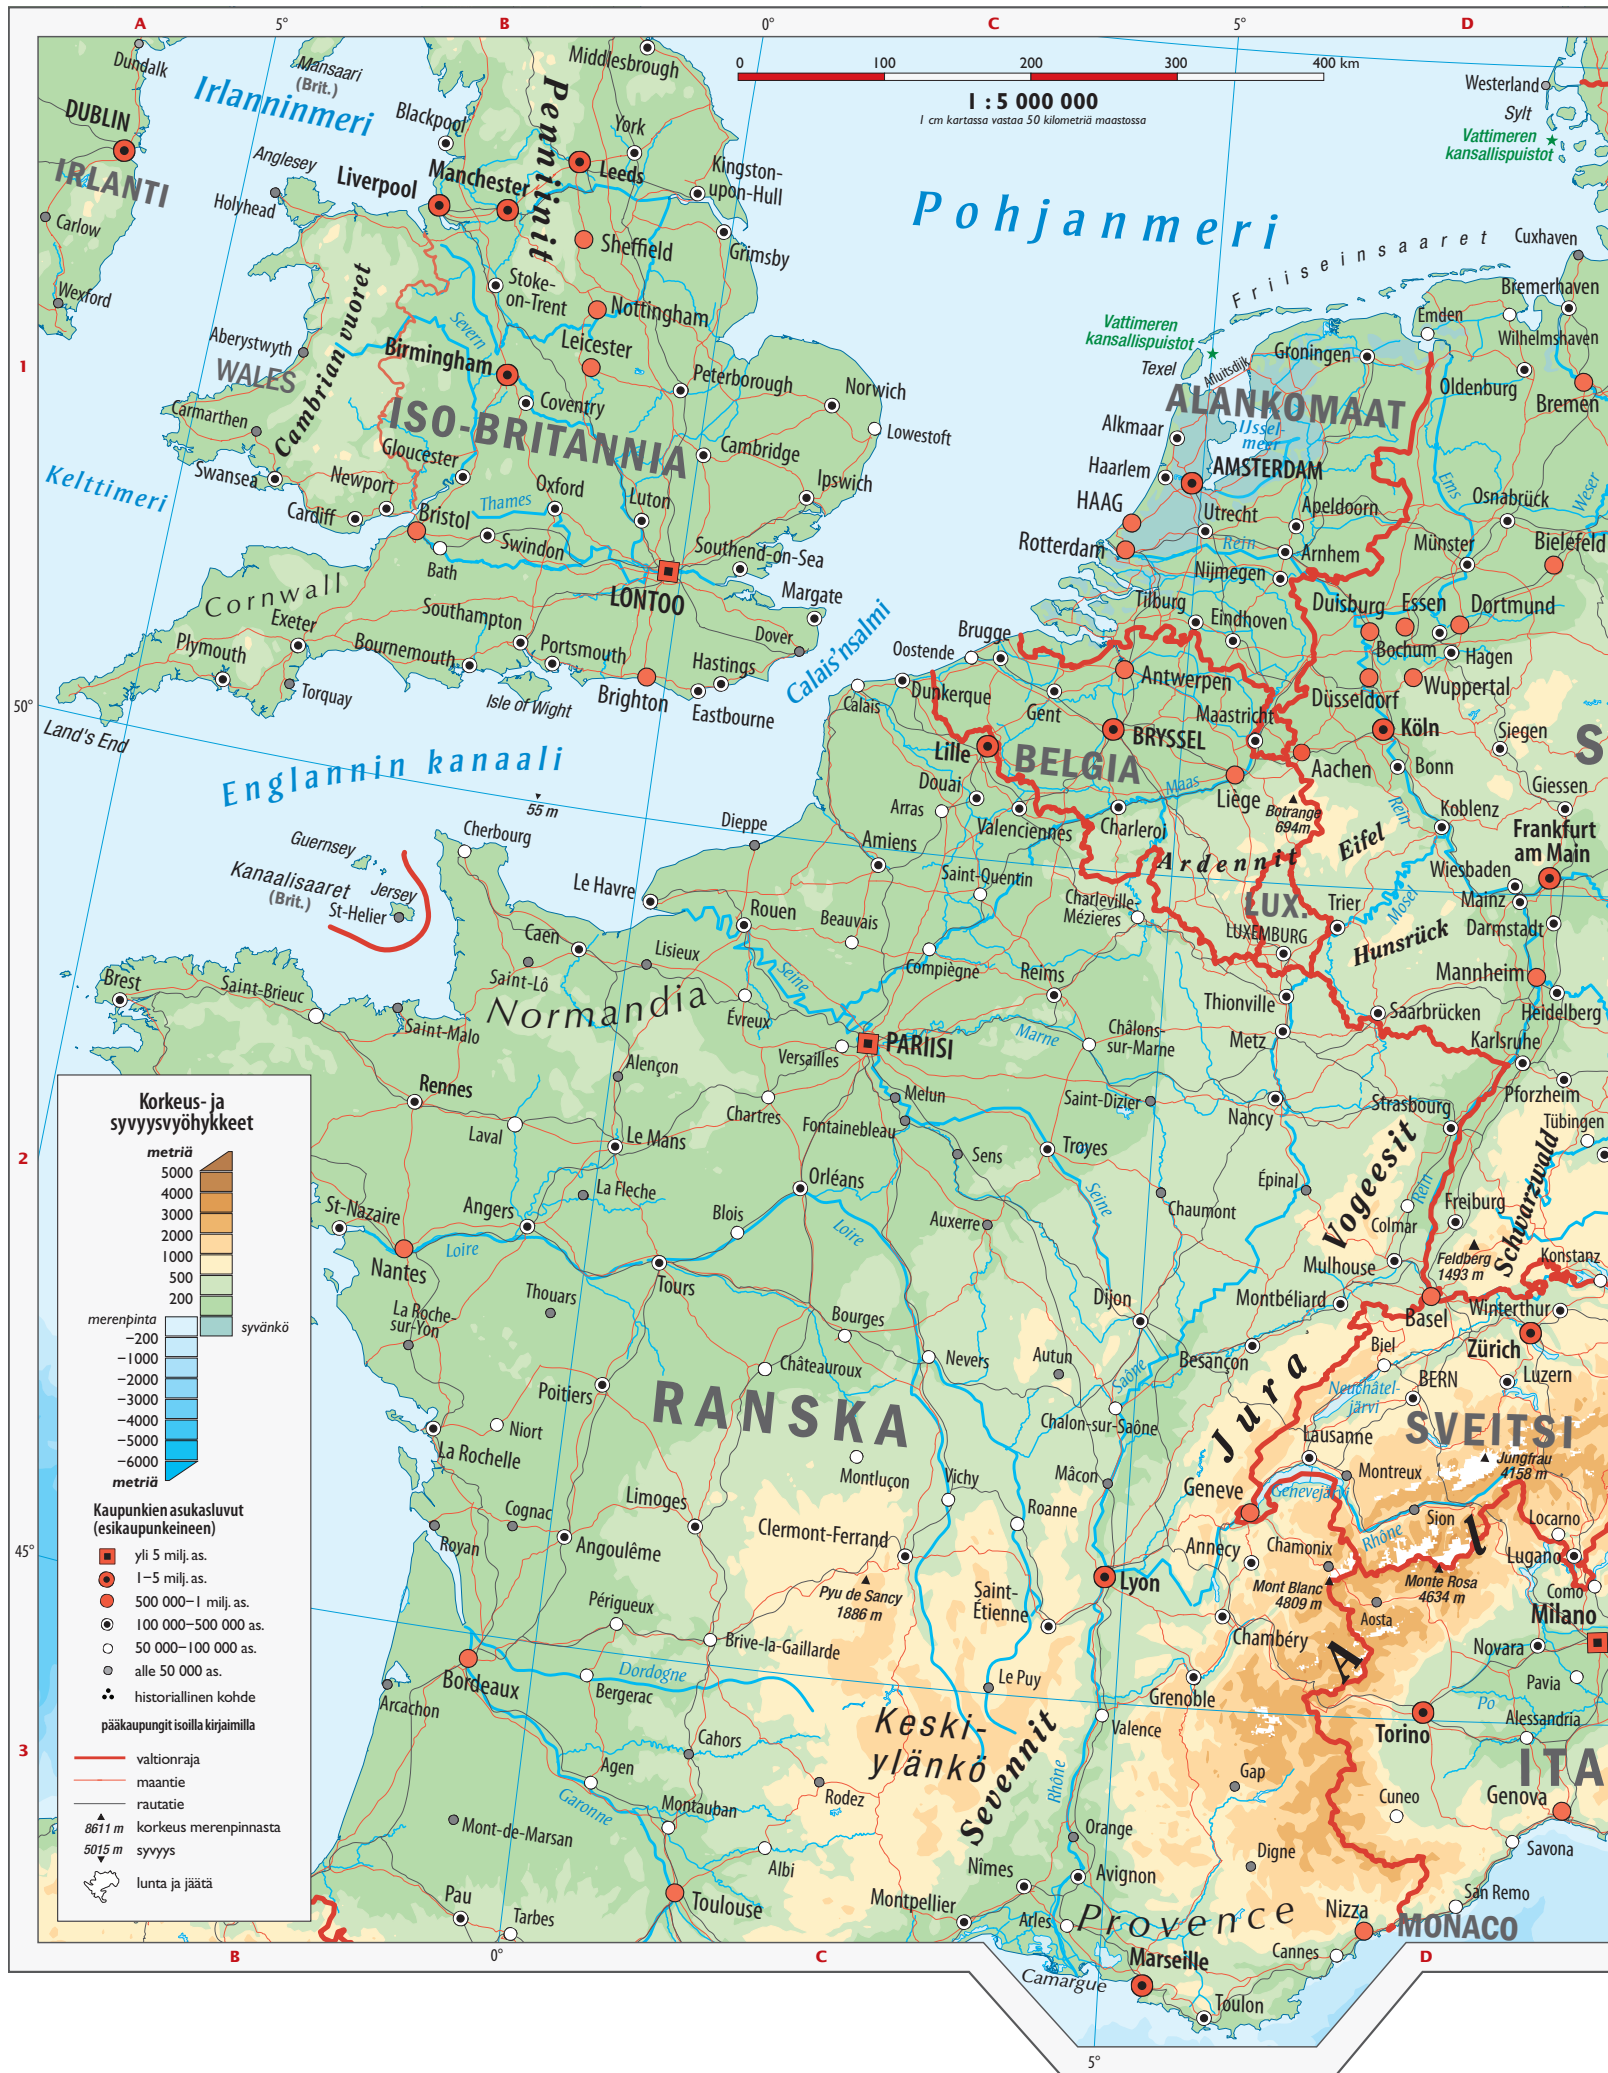 A
5°
B
0°
C
5°
D
0
100
200
300
400 km
1 : 5 000 000
1 cm kartassa vastaa 50 kilometriä maastossa
Dundalk
Mansaari
(Brit.)
Middlesbrough
Westerland
Sylt
Irlanninmeri
Blackpool
Penniinit
York
DUBLIN
IRLANTI
Anglesey
Holyhead
Liverpool
Manchester
Leeds
Kingston-
upon-Hull
Pohjanmeri
Vattimeren
kansallispuistot
Carlow
Wexford
Sheffield
Grimsby
Stoke-
on-Trent
Nottingham
Friiseinsaaret
Cuxhaven
Bremerhaven
Wilhelmshaven
Emden
Vattimeren
kansallispuistot
Texel
Afluitsdijk
Groningen
Oldenburg
Bremen
1
Aberystwyth
WALES
Cambrian vuoret
Severn
Birmingham
Leicester
Peterborough
Norwich
Coventry
ISO-BRITANNIA
Lowestoft
ALANKOMAAT
IJssel-
meer
Alkmaar
Carmarthen
Swansea
Newport
Gloucester
Cambridge
Haarlem
AMSTERDAM
Ems
Weser
Kelttimeri
Cardiff
Bristol
Thames
Oxford
Luton
Ipswich
HAAG
Utrecht
Apeldoorn
Osnabrück
Swindon
Bath
Southend-on-Sea
Rotterdam
Rein
Arnhem
Münster
Bielefeld
LONTOO
Margate
Nijmegen
Cornwall
Southampton
Dover
Tilburg
Eindhoven
Duisburg
Essen
Dortmund
Exeter
Plymouth
Bournemouth
Portsmouth
Hastings
Calais'nsalmi
Brugge
Oostende
Bochum
Hagen
Torquay
Isle of Wight
Brighton
Eastbourne
Calais
Dunkerque
Gent
Antwerpen
Maastricht
Düsseldorf
Wuppertal
50°
Land's End
Englannin kanaali
55 m
Lille
BRYSSEL
BELGIA
Köln
Siegen
S
Douai
Arras
Valenciennes
Charleroi
Maas
Liège
Aachen
Bonn
Giessen
Botrange
694m
Rein
Koblenz
Guernsey
Cherbourg
Dieppe
Amiens
Ardennit
Eifel
Frankfurt
am Main
Kanaalisaaret
(Brit.)
Jersey
St-Helier
Le Havre
Rouen
Beauvais
Saint-Quentin
Charleville-
Mézieres
LUX.
LUXEMBURG
Trier
Mosel
Wiesbaden
Mainz
Hunsrück
Darmstadt
Caen
Lisieux
Compiègne
Reims
Saint-Lô
Seine
Brest
Saint-Brieuc
Saint-Malo
Normandia
Évreux
Thionville
Mannheim
Saarbrücken
Heidelberg
Marne
Châlons-
sur-Marne
Metz
Karlsruhe
Versailles
PARIISI
Alençon
Melun
Pforzheim
Rennes
Chartres
Fontainebleau
Saint-Dizier
Nancy
Strasbourg
Tübingen
2
Laval
Le Mans
Sens
Troyes
Vogeesit
Schwarzwald
Orléans
Épinal
Rein
Freiburg
St-Nazaire
Angers
La Fleche
Blois
Loire
Auxerre
Seine
Chaumont
Colmar
Feldberg
1493 m
Konstanz
Nantes
Loire
Tours
Mulhouse
Thouars
Dijon
Montbéliard
Basel
Winterthur
La Roche-
sur-Yon
Bourges
Biel
Zürich
Châteauroux
Nevers
Autun
Besançon
Jura
Neuchâtel-
järvi
BERN
Luzern
Poitiers
RANSKA
Saône
Chalon-sur-Saône
SVEITSI
Niort
La Rochelle
Montluçon
Vichy
Mâcon
Lausanne
Montreux
Jungfrau
4158 m
Geneve
Genevejärvi
Cognac
Limoges
Roanne
Sion
Rhône
Locarno
Lugano
45°
Royan
Angoulême
Clermont-Ferrand
Annecy
Chamonix
Al
Mont Blanc
4809 m
Monte Rosa
4634 m
Como
Pyu de Sancy
1886 m
Saint-
Étienne
Lyon
Aosta
Milano
Périgueux
Brive-la-Gaillarde
Chambéry
Novara
Bordeaux
Dordogne
Bergerac
Le Puy
Grenoble
Pavia
Arcachon
Keski-
ylänkö
Valence
Po
Alessandria
Torino
3
Cahors
Sevennit
Rhône
Gap
ITA
Agen
Garonne
Rodez
Cuneo
Genova
Mont-de-Marsan
Montauban
Orange
Savona
Albi
Nîmes
Avignon
Digne
San Remo
Pau
Tarbes
Toulouse
Montpellier
Arles
Provence
Nizza
MONACO
Cannes
Camargue
Marseille
Toulon
B
0°
C
5°
D
Korkeus- ja
syvyysvyöhykkeet
metriä
5000
4000
3000
2000
1000
500
200
merenpinta
syvänkö
−200
−1000
−2000
−3000
−4000
−5000
−6000
metriä
Kaupunkien asukasluvut
(esikaupunkeineen)
yli 5 milj. as.
1−5 milj. as.
500 000−1 milj. as.
100 000−500 000 as.
50 000−100 000 as.
alle 50 000 as.
historiallinen kohde
pääkaupungit isoilla kirjaimilla
valtionraja
maantie
rautatie
8611 m korkeus merenpinnasta
5015 m syvyys
lunta ja jäätä